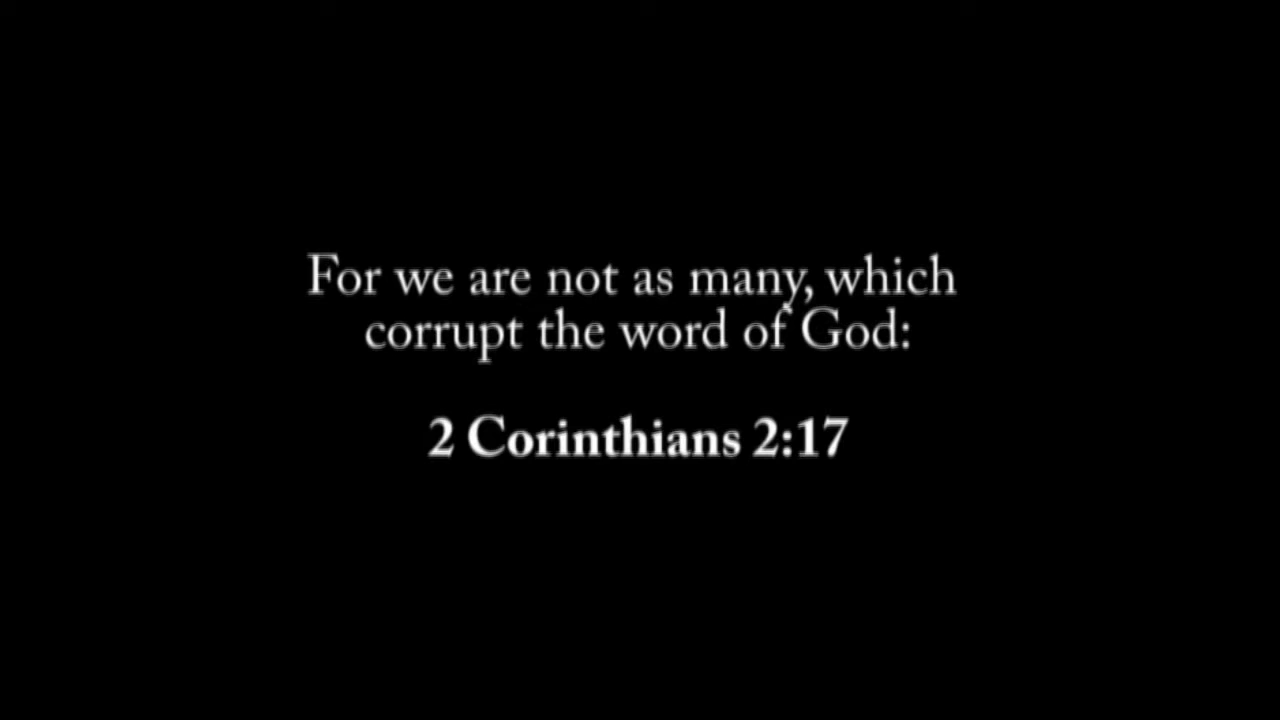 For we are not as many, which
corrupt the word of God:
2 Corinthians 2:17